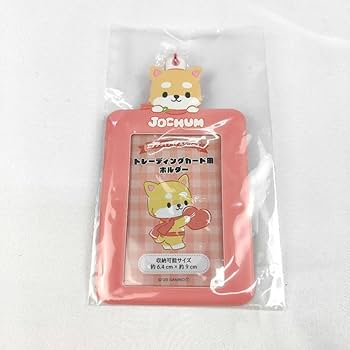 JOCHUM
トレーディングカード用
ホルダー
収納可能サイズ
約6.4cm×約9cm